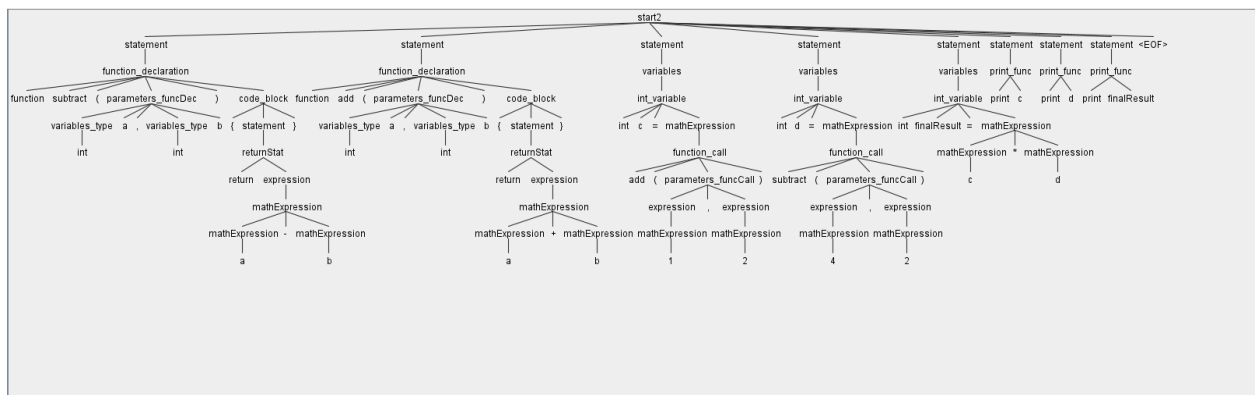 start2
statement statement statement statement statement statement statement statement <EOF>
function_declaration function_declaration variables variables variables print_func print_func print_func
function subtract ( parameters_funcDec ) code_block function add ( parameters_funcDec ) code_block int_variable int_variable int_variable print c print d print finalResult
variables_type a , variables_type b { statement } variables_type a , variables_type b { statement } int c = mathExpression int d = mathExpression int finalResult = mathExpression
int int returnStat int int returnStat function_call function_call mathExpression * mathExpression
return expression return expression add ( parameters_funcCall ) subtract ( parameters_funcCall ) c d
mathExpression mathExpression expression , expression expression , expression
mathExpression - mathExpression mathExpression + mathExpression mathExpression mathExpression mathExpression mathExpression
a b a b 1 2 4 2